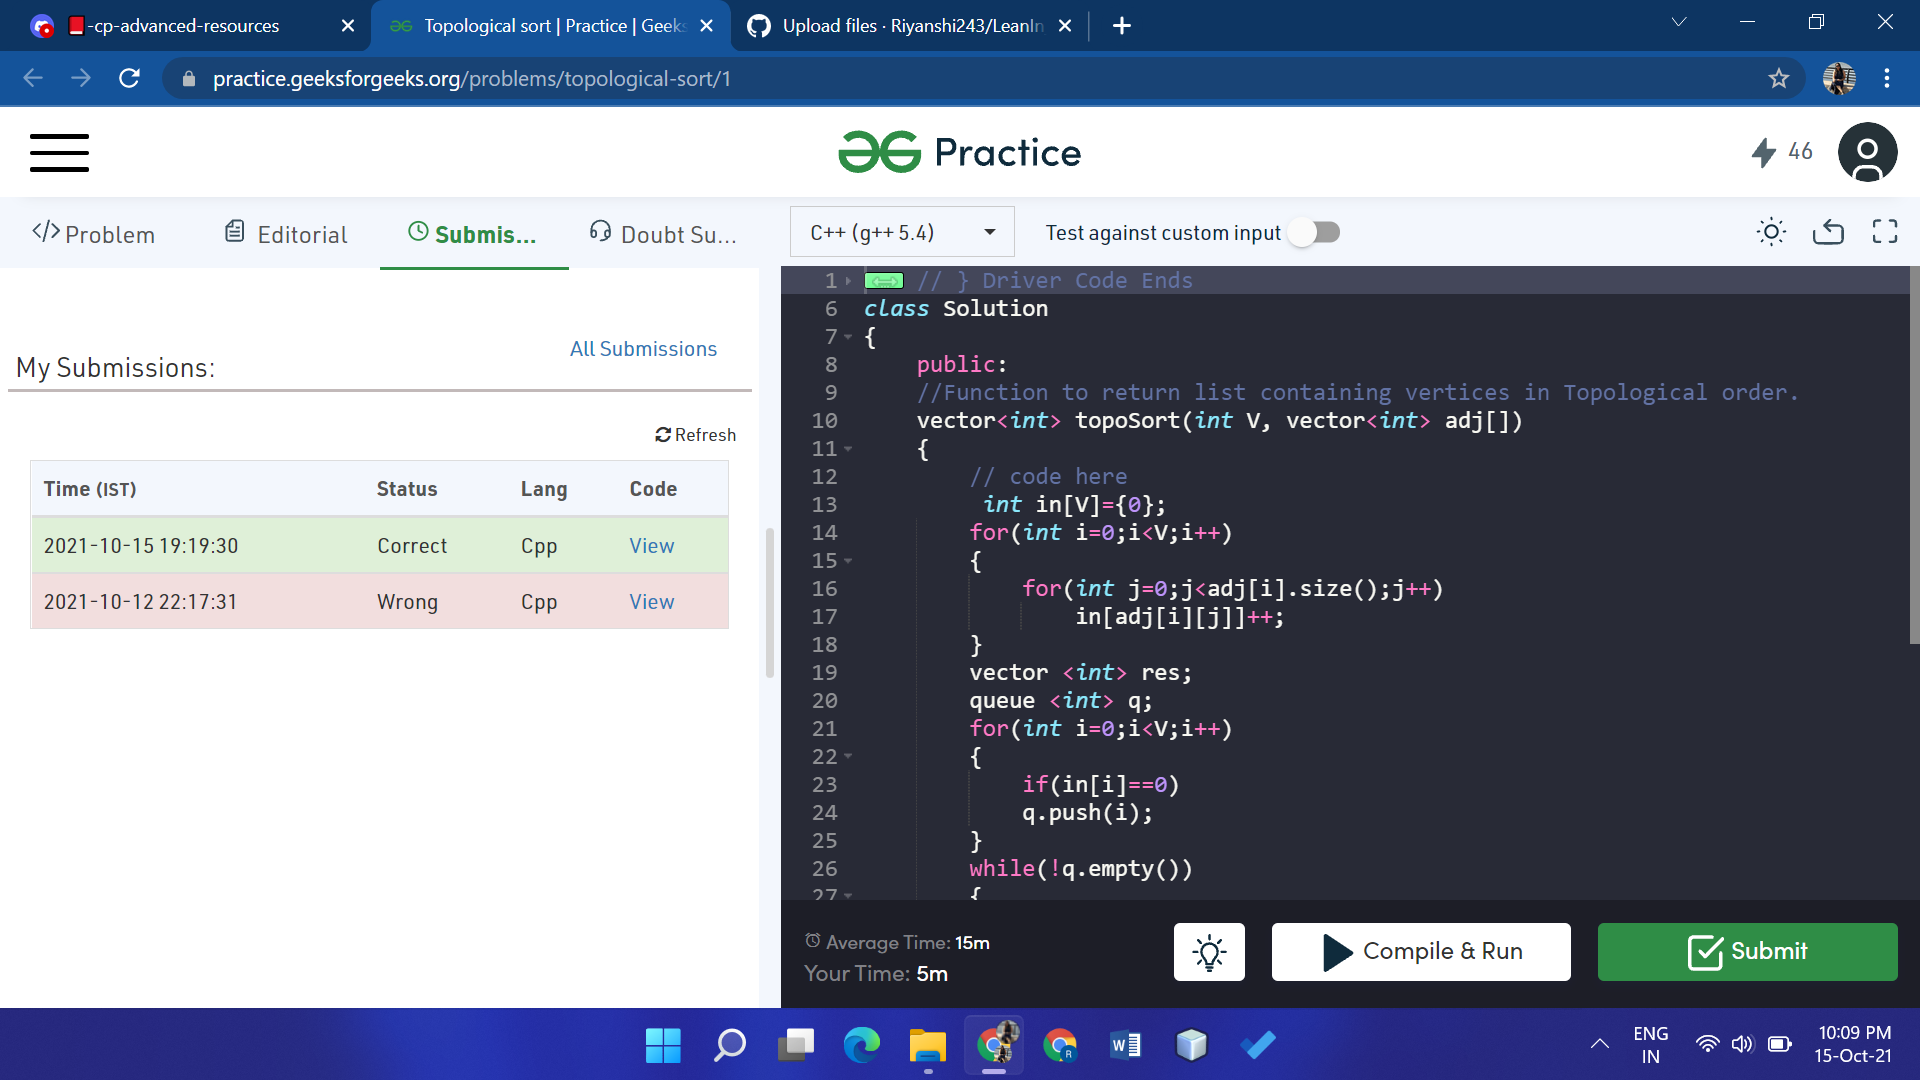 -cp-advanced-resources
Topological sort | Practice | Geeks
Upload files · Riyanshi243/LeanIn
practice.geeksforgeeks.org/problems/topological-sort/1
Practice
46
</> Problem
Editorial
Submis...
Doubt Su...
C++ (g++ 5.4)
Test against custom input
My Submissions:
All Submissions
Refresh
Time (IST) Status Lang Code
2021-10-15 19:19:30 Correct Cpp View
2021-10-12 22:17:31 Wrong Cpp View
1 // } Driver Code Ends
6 class Solution
7 {
8 public:
9 //Function to return list containing vertices in Topological order.
10 vector<int> topoSort(int V, vector<int> adj[])
11 {
12 // code here
13 int in[V]={0};
14 for(int i=0;i<V;i++)
15 {
16 for(int j=0;j<adj[i].size();j++)
17 in[adj[i][j]]++;
18 }
19 vector <int> res;
20 queue <int> q;
21 for(int i=0;i<V;i++)
22 {
23 if(in[i]==0)
24 q.push(i);
25 }
26 while(!q.empty())
27 {
Average Time: 15m
Your Time: 5m
Compile & Run
Submit
ENG
IN
10:09 PM
15-Oct-21